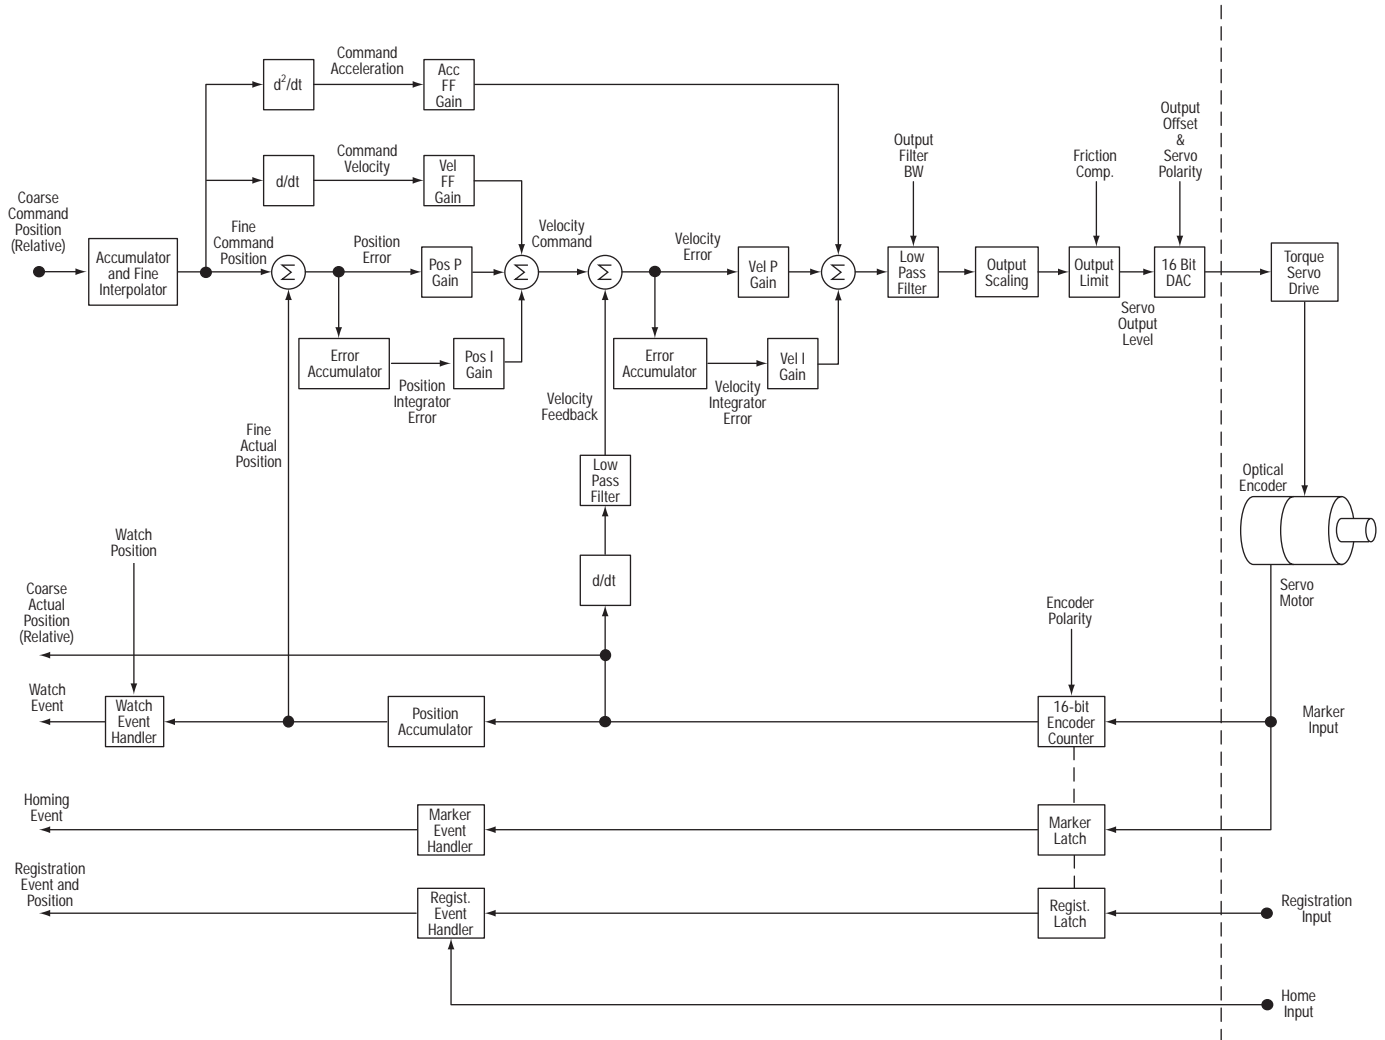 Command
Acceleration
d²/dt
Acc
FF
Gain
Command
Velocity
d/dt
Vel
FF
Gain
Output
Filter
BW
Friction
Comp.
Output
Offset
&
Servo
Polarity
Coarse
Command
Position
(Relative)
Accumulator
and Fine
Interpolator
Fine
Command
Position
Σ
Position
Error
Pos P
Gain
Σ
Velocity
Command
Σ
Velocity
Error
Vel P
Gain
Σ
Low
Pass
Filter
Output
Scaling
Output
Limit
Servo
Output
Level
16 Bit
DAC
Torque
Servo
Drive
Error
Accumulator
Position
Integrator
Error
Pos I
Gain
Error
Accumulator
Velocity
Integrator
Error
Vel I
Gain
Velocity
Feedback
Fine
Actual
Position
Low
Pass
Filter
Optical
Encoder
Servo
Motor
Watch
Position
d/dt
Coarse
Actual
Position
(Relative)
Encoder
Polarity
Watch
Event
Watch
Event
Handler
Position
Accumulator
16-bit
Encoder
Counter
Marker
Input
Homing
Event
Marker
Event
Handler
Marker
Latch
Registration
Event and
Position
Regist.
Event
Handler
Regist.
Latch
Registration
Input
Home
Input